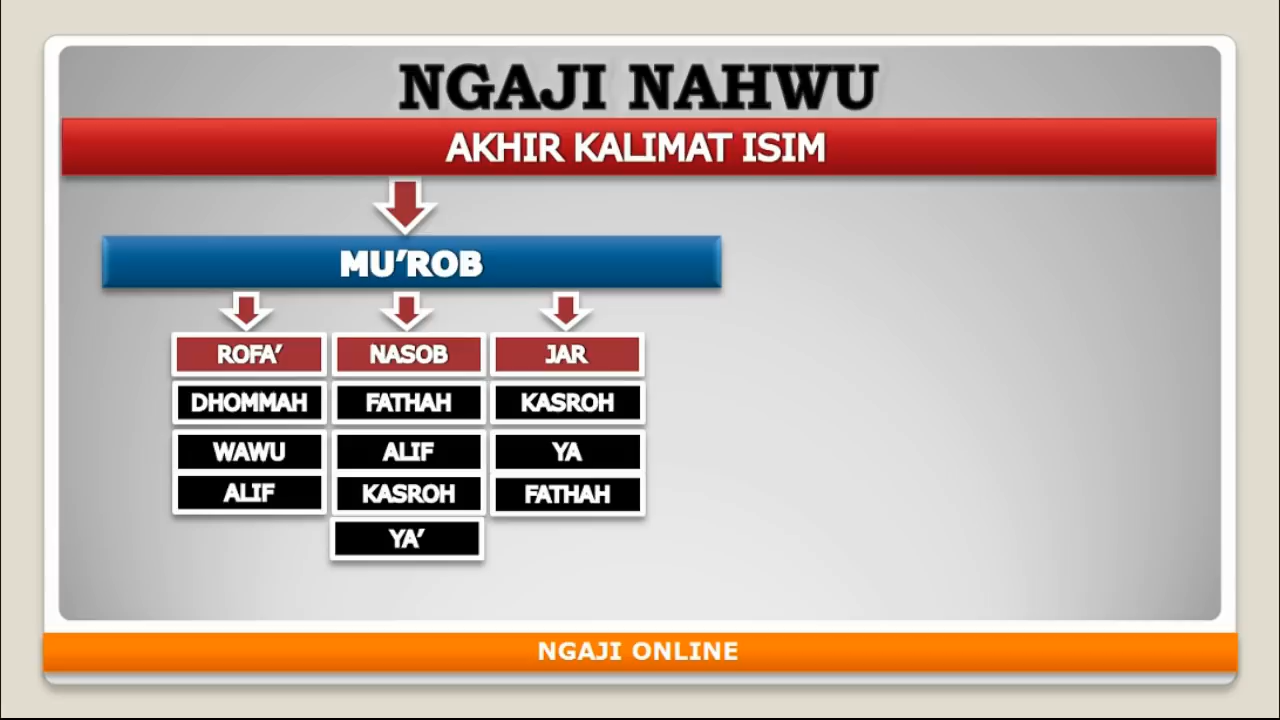 NGAJI NAHWU
AKHIR KALIMAT ISIM
MU’ROB
ROFA’ NASOB JAR
DHOMMAH FATHAH KASROH
WAWU ALIF YA
ALIF KASROH FATHAH
YA’
NGAJI ONLINE